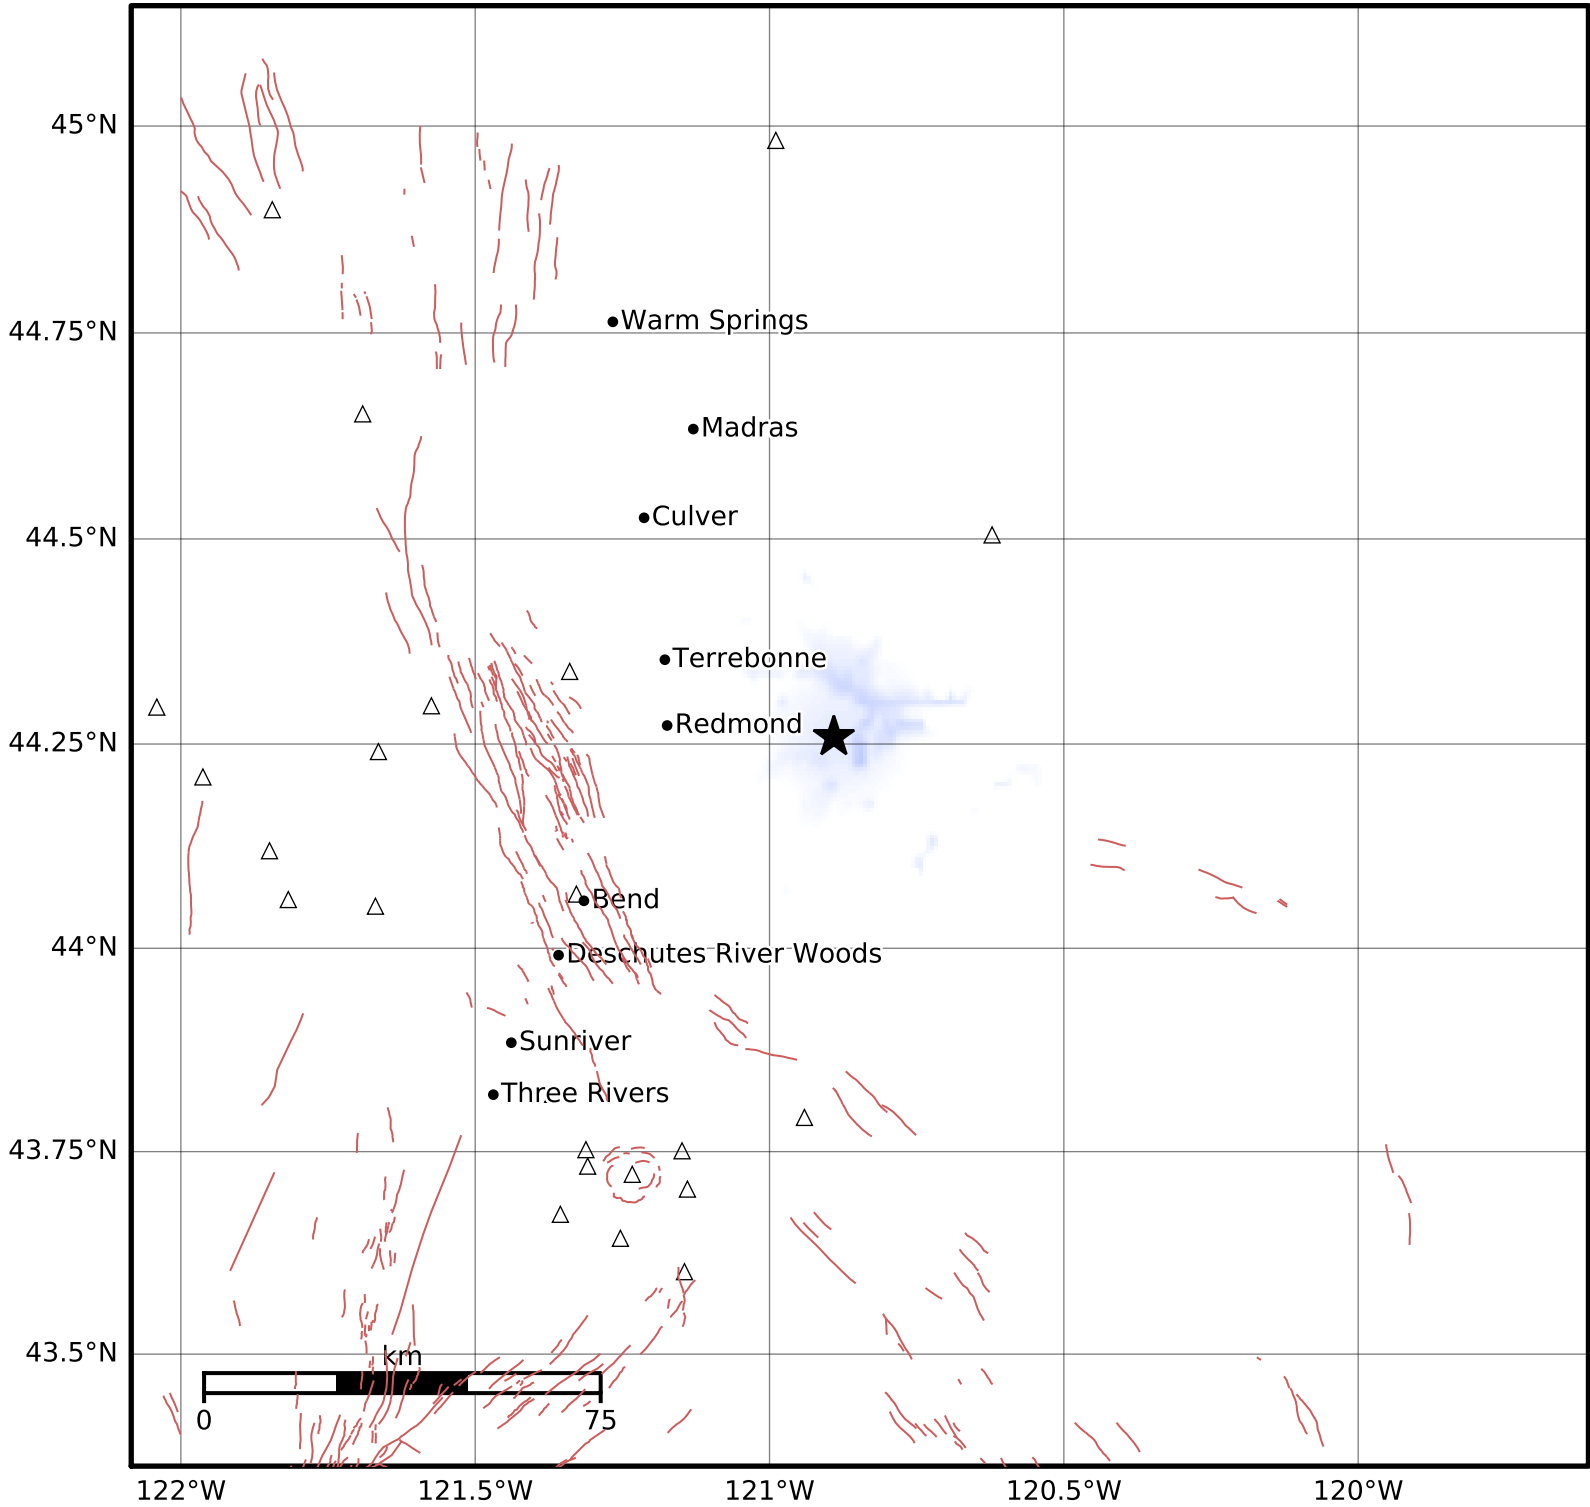 45°N
44.75°N
44.5°N
44.25°N
44°N
43.75°N
43.5°N
Warm Springs
Madras
Culver
Terrebonne
Redmond
Bend
Deschutes River Woods
Sunriver
Three Rivers
km
0
75
122°W
121.5°W
121°W
120.5°W
120°W